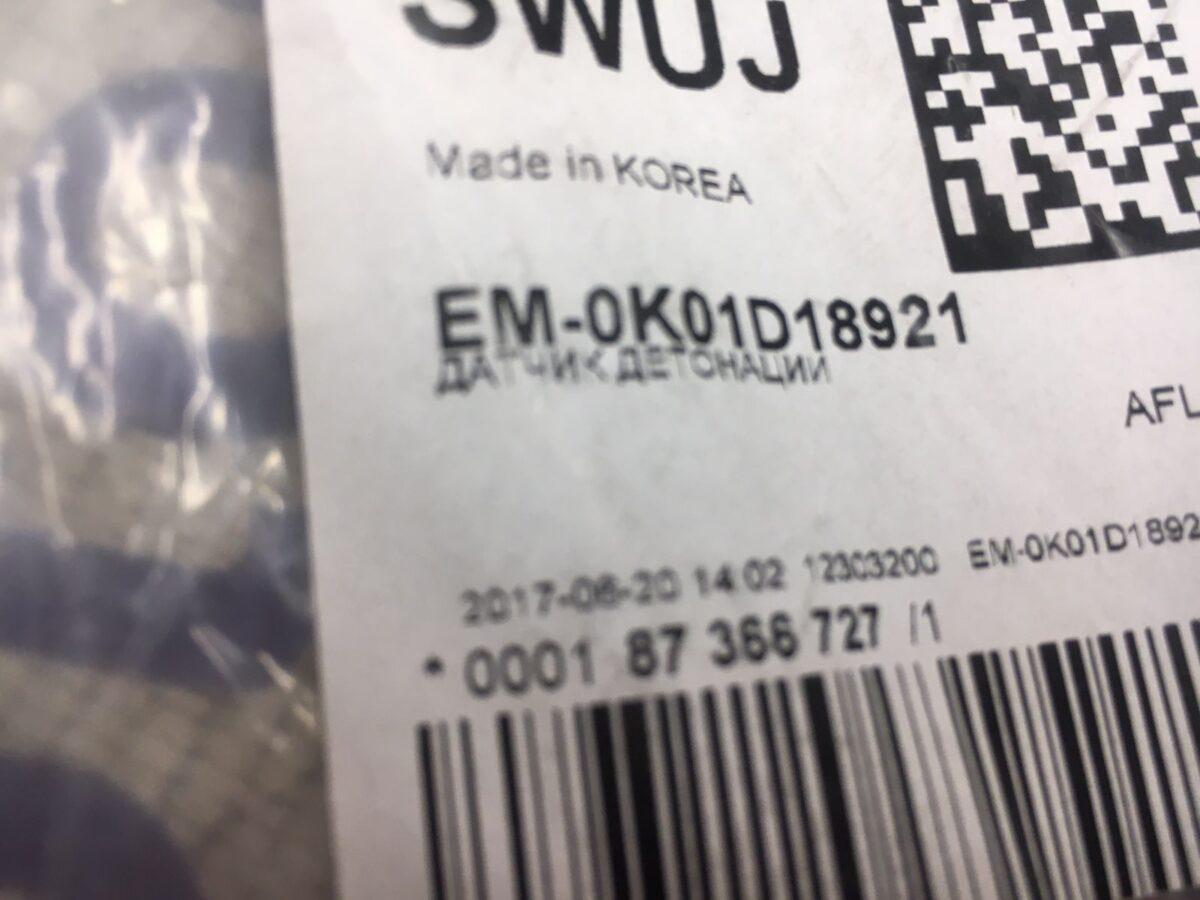 SWUJ
Made in KOREA
EM-0K01D18921
ДАТЧИК ДЕТОНАЦИИ
AFL
2017-06-20 14:02 12303200 EM-0K01D1892
* 0001 87 366 727 /1